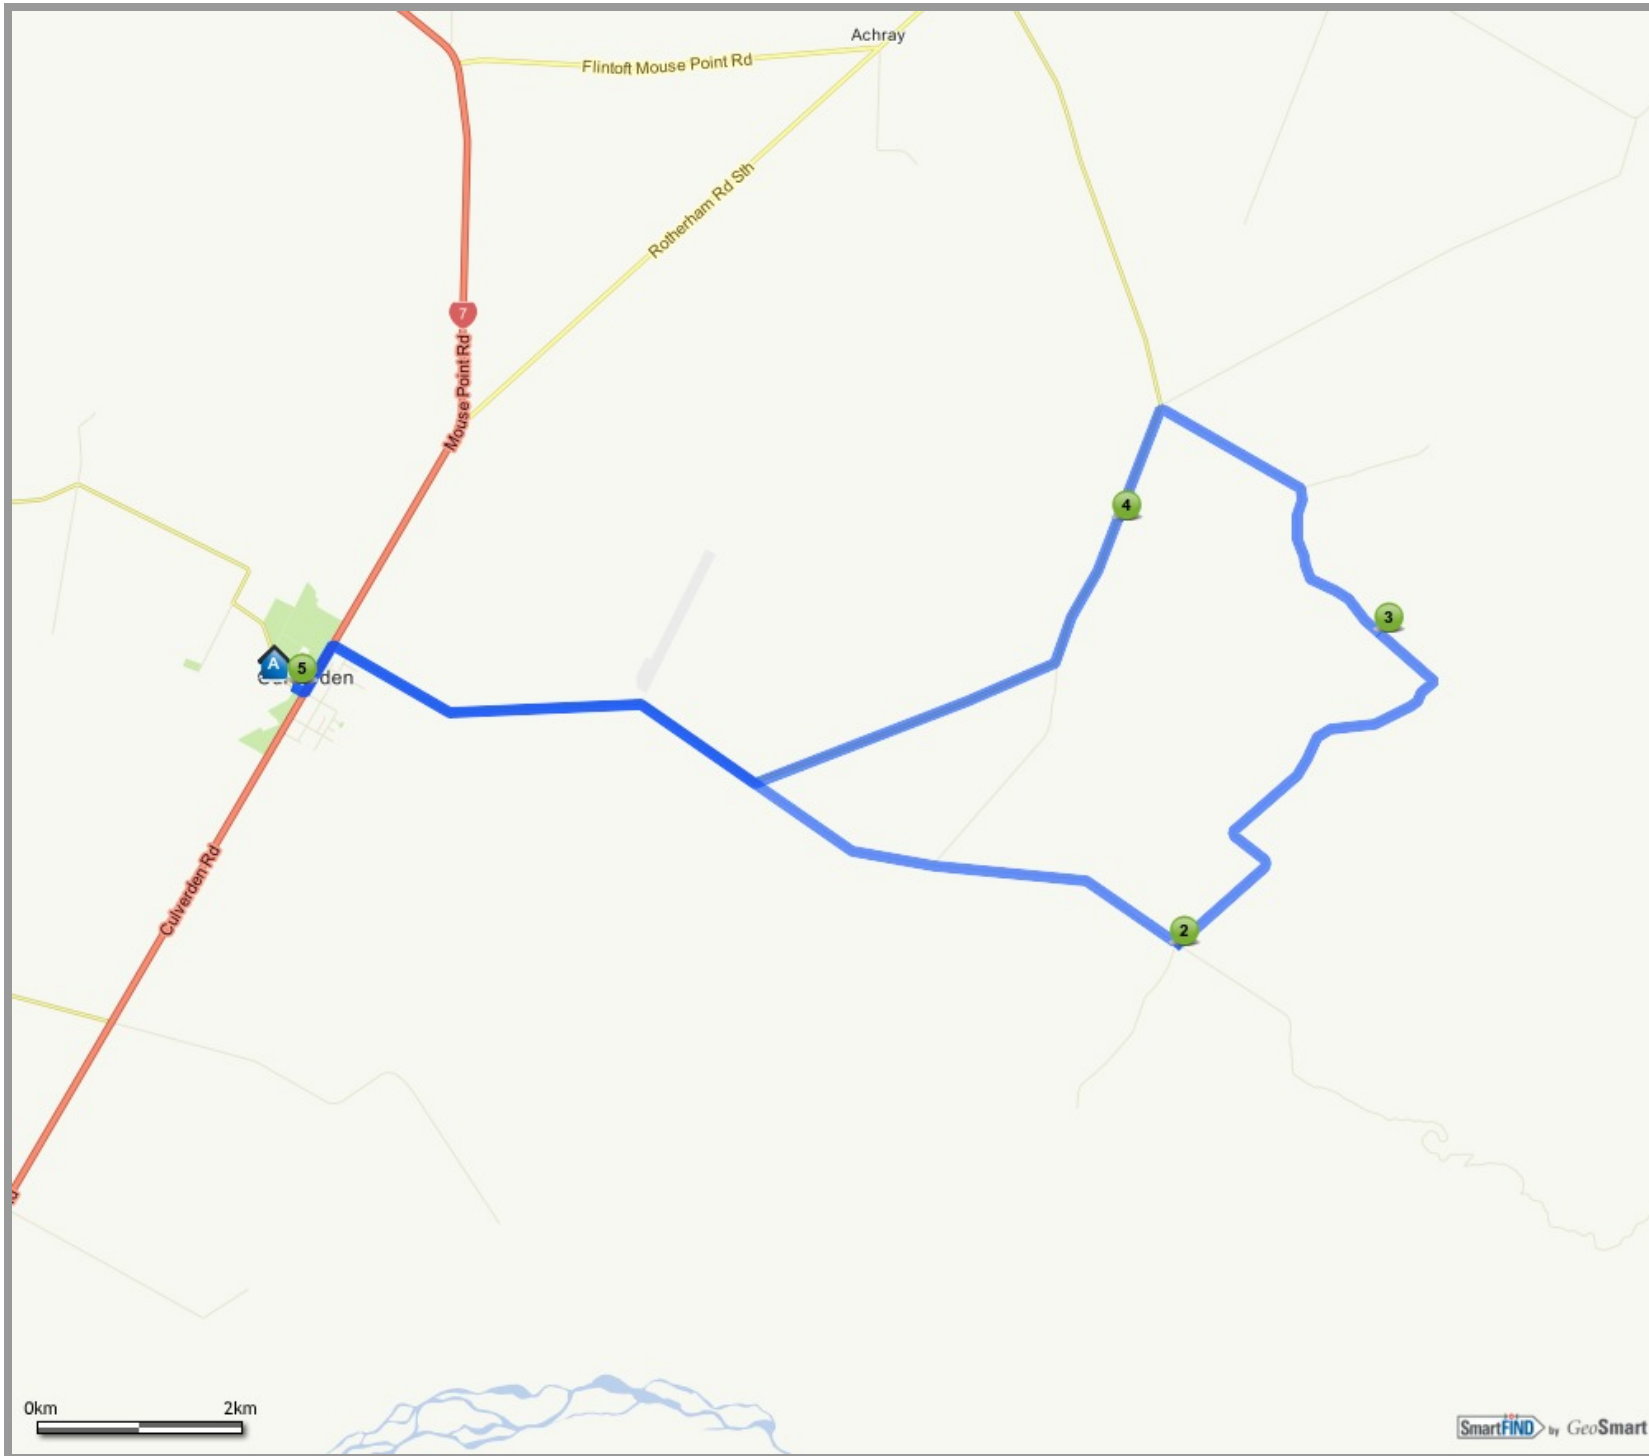 Achray
Flintoft Mouse Point Rd
Rotherham Rd Sth
7
Mouse Point Rd
4
3
A
5
2
Culverden Rd
0km
2km
SmartFIND by GeoSmart